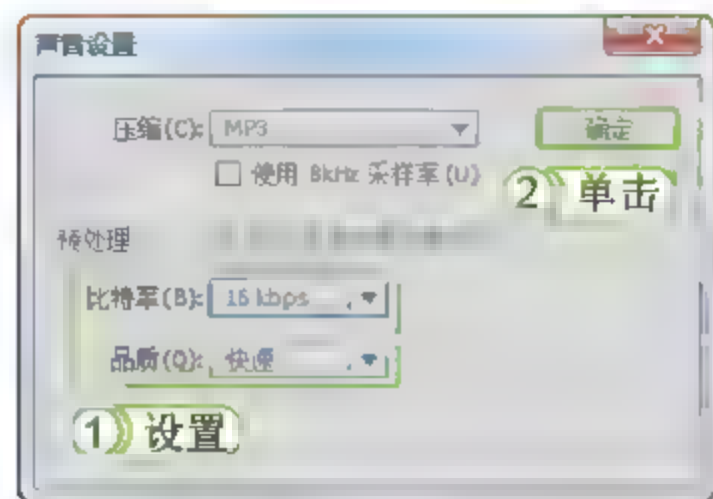 声音设置
压缩(C): MP3 确定
使用 8kHz 采样率(U)
2 单击
预处理
比特率(B): 16 kbps
品质(Q): 快速
1 设置